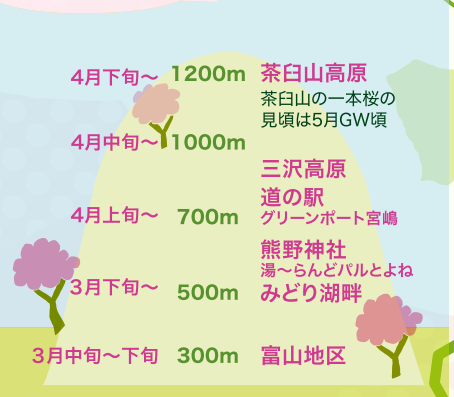 4月下旬～ 1200m 茶臼山高原
茶臼山の一本桜の
見頃は5月GW頃
4月中旬～ 1000m
三沢高原
道の駅
4月上旬～ 700m グリーンポート宮嶋
熊野神社
湯～らんどパルとよね
3月下旬～ 500m みどり湖畔
3月中旬～下旬 300m 富山地区